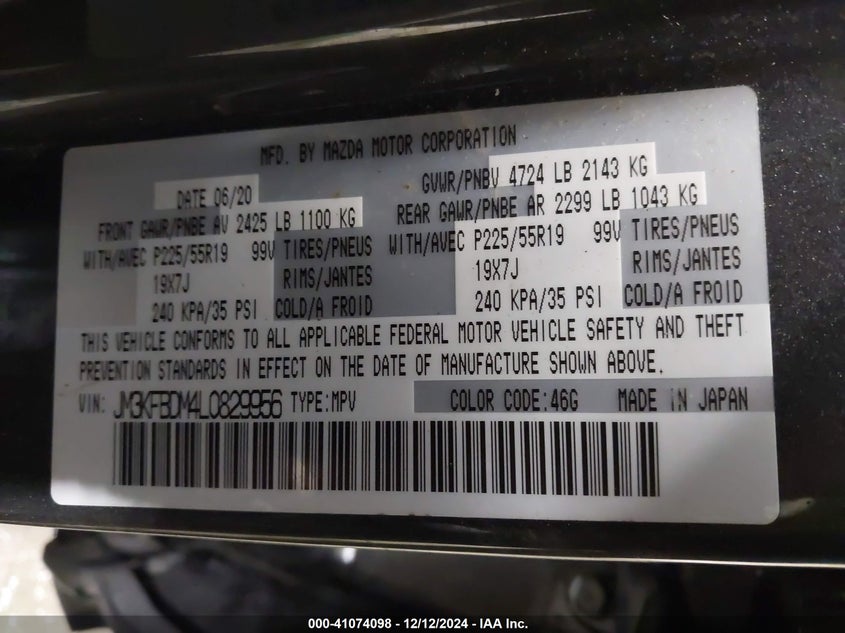 MFD. BY MAZDA MOTOR CORPORATION
DATE 06/20 GVWR/PNBV 4724 LB 2143 KG
FRONT GAWR/PNBE AV 2425 LB 1100 KG REAR GAWR/PNBE AR 2299 LB 1043 KG
WITH/AVEC P225/55R19 99V TIRES/PNEUS WITH/AVEC P225/55R19 99V TIRES/PNEUS
19X7J RIMS/JANTES 19X7J RIMS/JANTES
240 KPA/35 PSI COLD/A FROID 240 KPA/35 PSI COLD/A FROID
THIS VEHICLE CONFORMS TO ALL APPLICABLE FEDERAL MOTOR VEHICLE SAFETY AND THEFT
PREVENTION STANDARDS IN EFFECT ON THE DATE OF MANUFACTURE SHOWN ABOVE.
VIN: JM3KFBDM4L0829956 TYPE:MPV COLOR CODE:46G MADE IN JAPAN
000-41074098 - 12/12/2024 - IAA Inc.